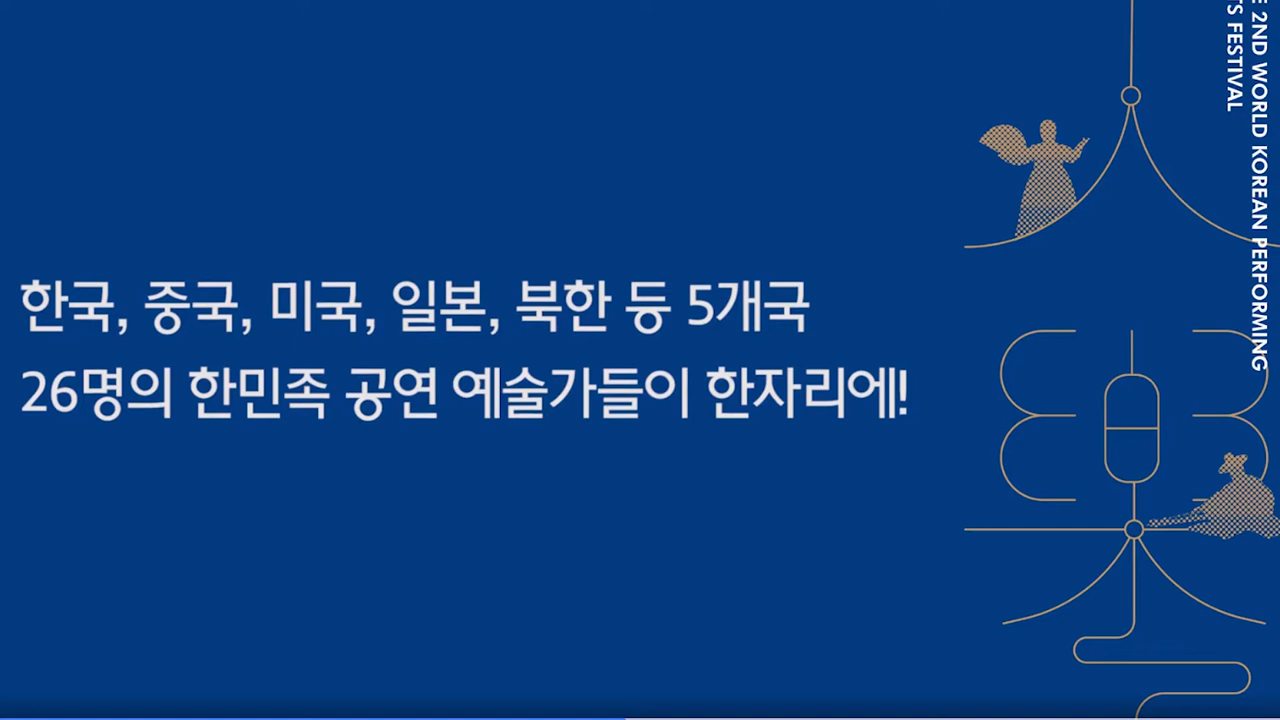 한국, 중국, 미국, 일본, 북한 등 5개국
26명의 한민족 공연 예술가들이 한자리에!
2ND WORLD KOREAN PERFORMING
FESTIVAL